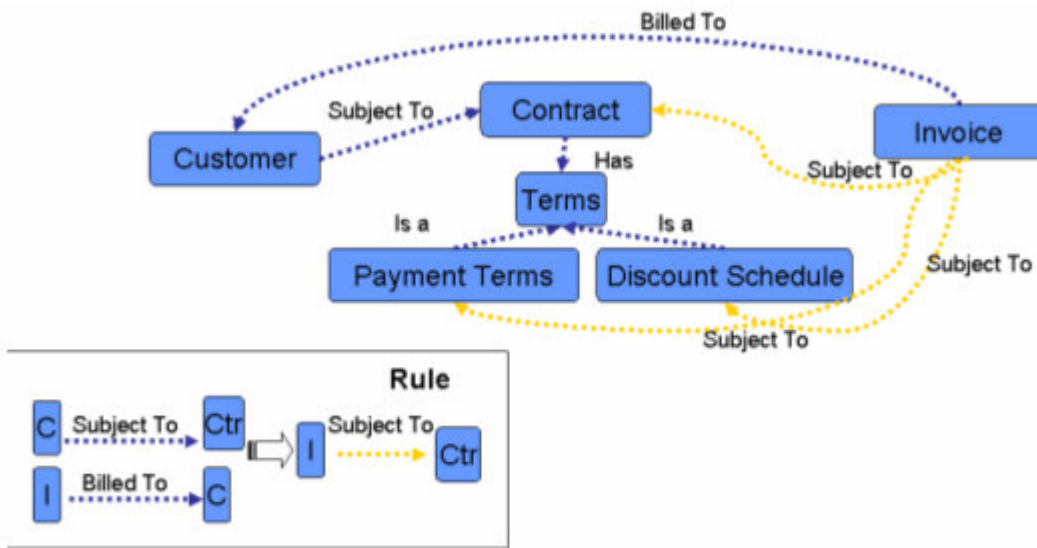 Billed To
Subject To
Contract
Invoice
Customer
Has
Subject To
Terms
Is a
Is a
Payment Terms
Discount Schedule
Subject To
Subject To
Rule
C
Subject To
Ctr
I
Subject To
Ctr
I
Billed To
C